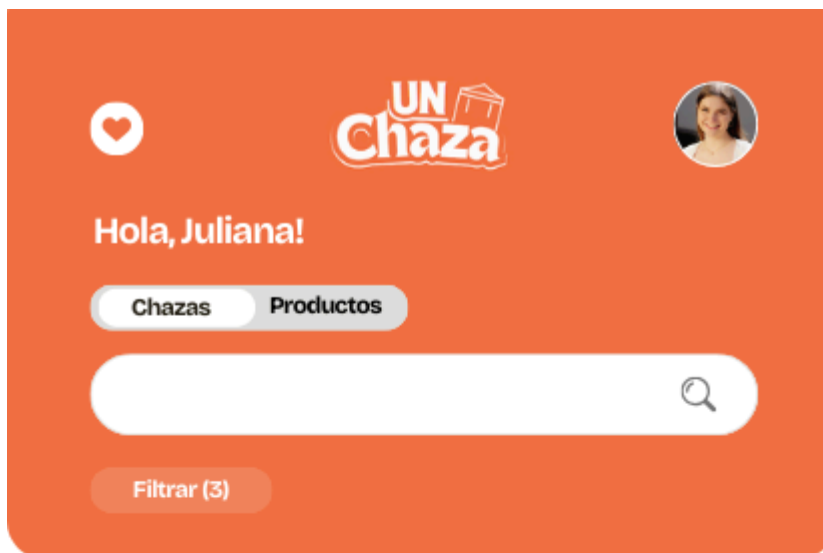 UN
Chaza
Hola, Juliana!
Chazas
Productos
Filtrar (3)